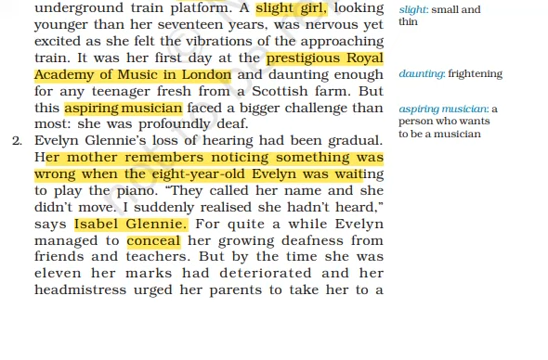 underground train platform. A slight girl, looking
younger than her seventeen years, was nervous yet
excited as she felt the vibrations of the approaching
train. It was her first day at the prestigious Royal
Academy of Music in London and daunting enough
for any teenager fresh from a Scottish farm. But
this aspiring musician faced a bigger challenge than
most: she was profoundly deaf.
2. Evelyn Glennie's loss of hearing had been gradual.
Her mother remembers noticing something was
wrong when the eight-year-old Evelyn was waiting
to play the piano. “They called her name and she
didn't move. I suddenly realised she hadn't heard,”
says Isabel Glennie. For quite a while Evelyn
managed to conceal her growing deafness from
friends and teachers. But by the time she was
eleven her marks had deteriorated and her
headmistress urged her parents to take her to a
slight: small and
thin
daunting: frightening
aspiring musician: a
person who wants
to be a musician